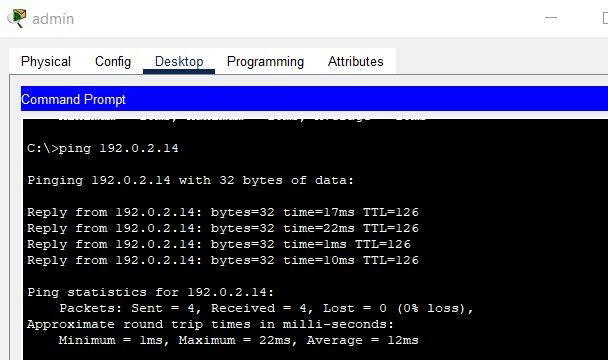 admin
Physical Config Desktop Programming Attributes
Command Prompt
C:\>ping 192.0.2.14
Pinging 192.0.2.14 with 32 bytes of data:
Reply from 192.0.2.14: bytes=32 time=17ms TTL=126
Reply from 192.0.2.14: bytes=32 time=22ms TTL=126
Reply from 192.0.2.14: bytes=32 time=1ms TTL=126
Reply from 192.0.2.14: bytes=32 time=10ms TTL=126
Ping statistics for 192.0.2.14:
Packets: Sent = 4, Received = 4, Lost = 0 (0% loss),
Approximate round trip times in milli-seconds:
Minimum = 1ms, Maximum = 22ms, Average = 12ms